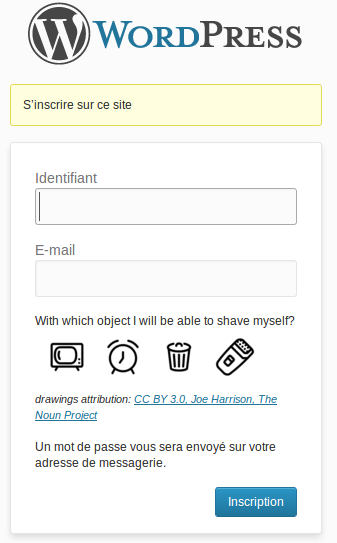 WORDPRESS
S'inscrire sur ce site
Identifiant
E-mail
With which object I will be able to shave myself?
drawings attribution: CC BY 3.0, Joe Harrison, The
Noun Project
Un mot de passe vous sera envoyé sur votre
adresse de messagerie.
Inscription